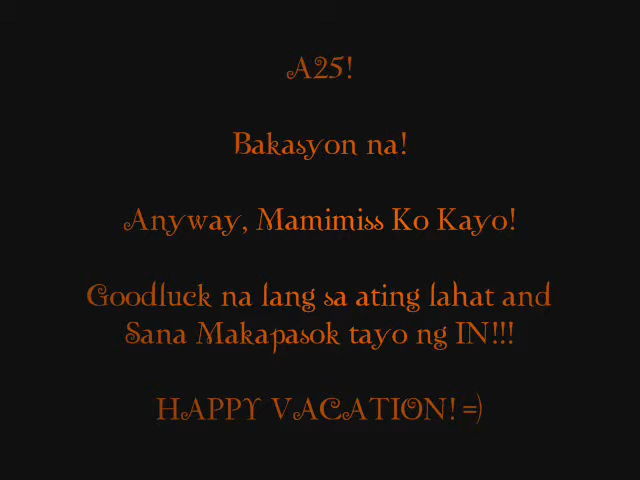 A25!
Bakasyon na!
Anyway, Mamimiss Ko Kayo!
Goodluck na lang sa ating lahat and
Sana Makapasok tayo ng IN!!!
HAPPY VACATION! =)